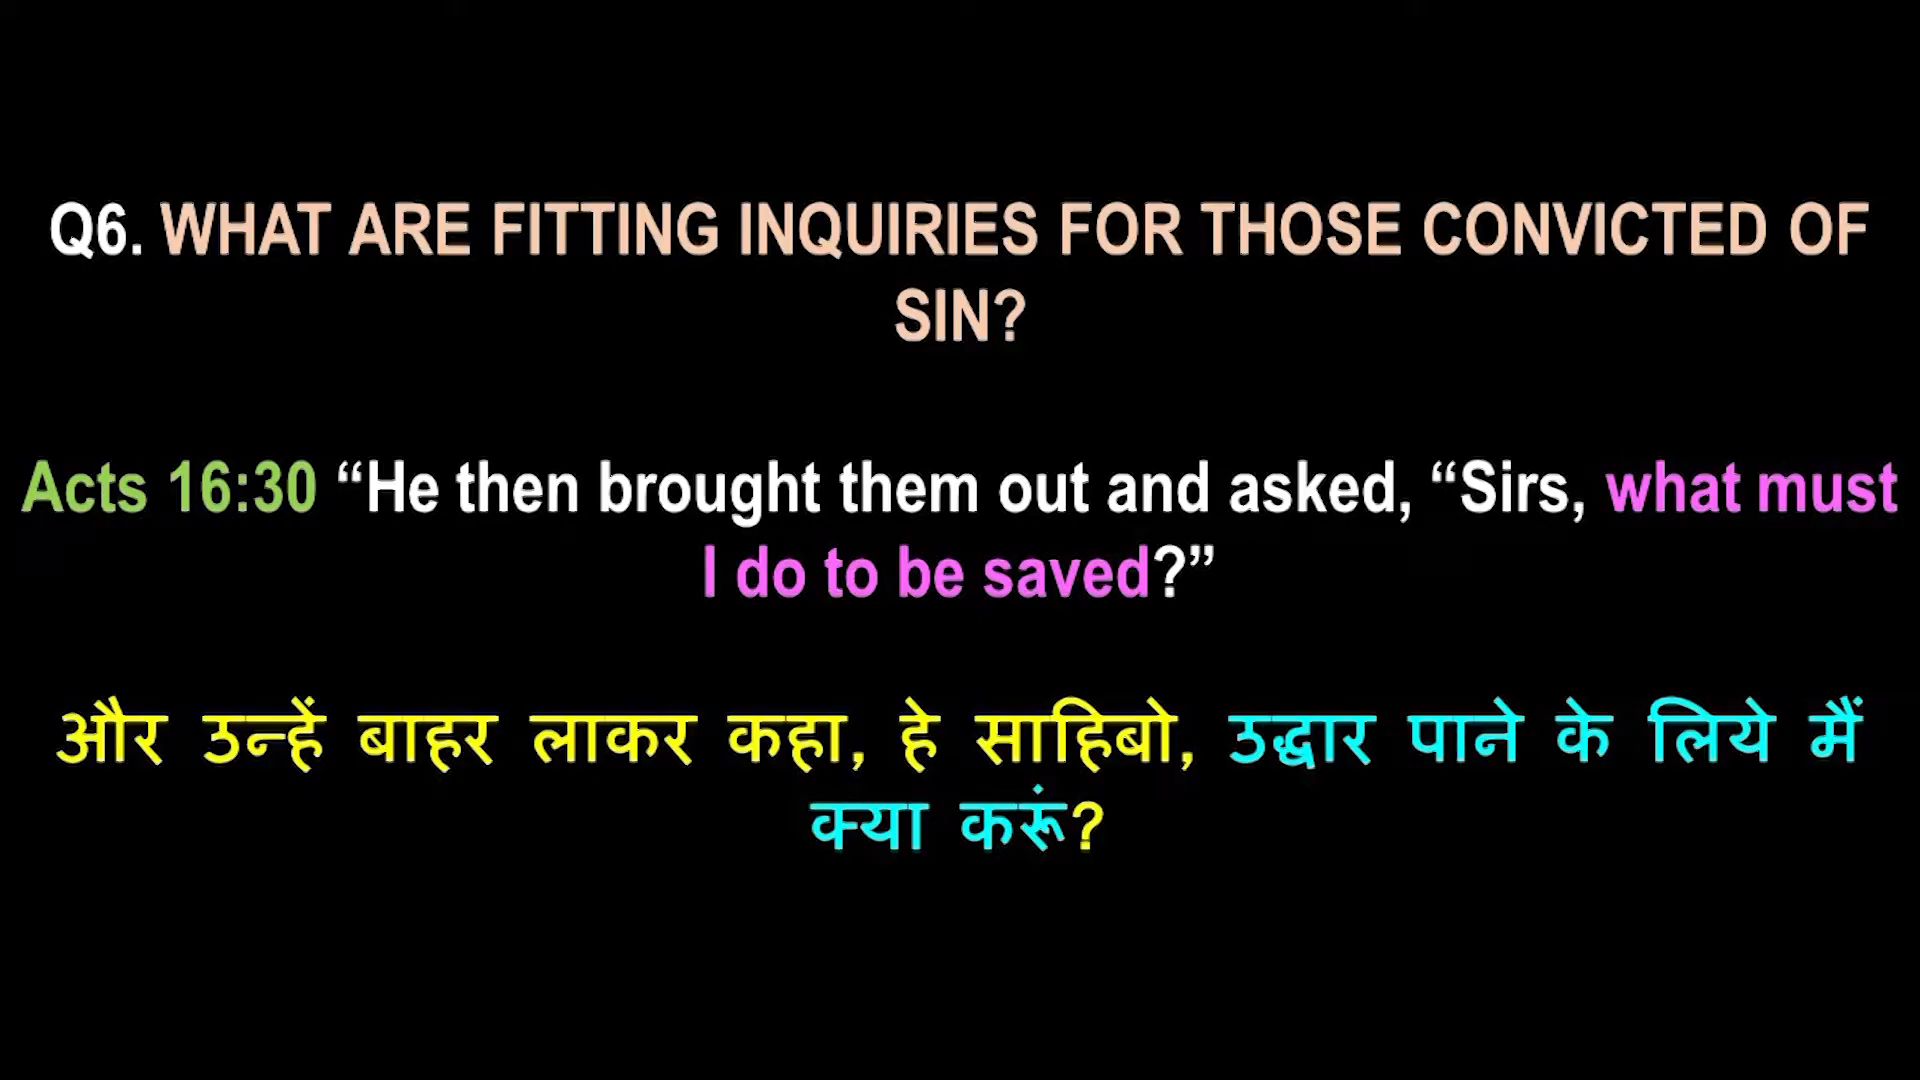 Q6. WHAT ARE FITTING INQUIRIES FOR THOSE CONVICTED OF
SIN?
Acts 16:30 “He then brought them out and asked, “Sirs, what must
I do to be saved?”
और उन्हें बाहर लाकर कहा, हे साहिबो, उद्धार पाने के लिये मैं
क्या करूं?